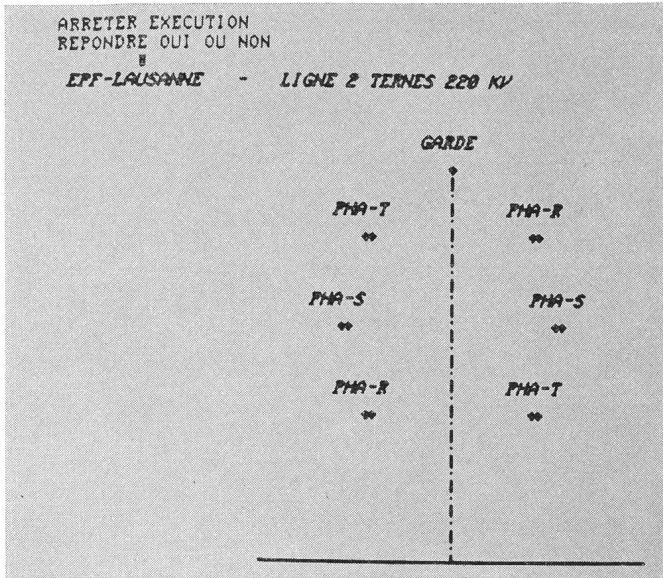 ARRETER EXECUTION
REPONDRE OUI OU NON
EPF-LAUSANNE - LIGNE 2 TERNES 220 KV
GARDE
PHA-T PHA-R
PHA-S PHA-S
PHA-R PHA-T